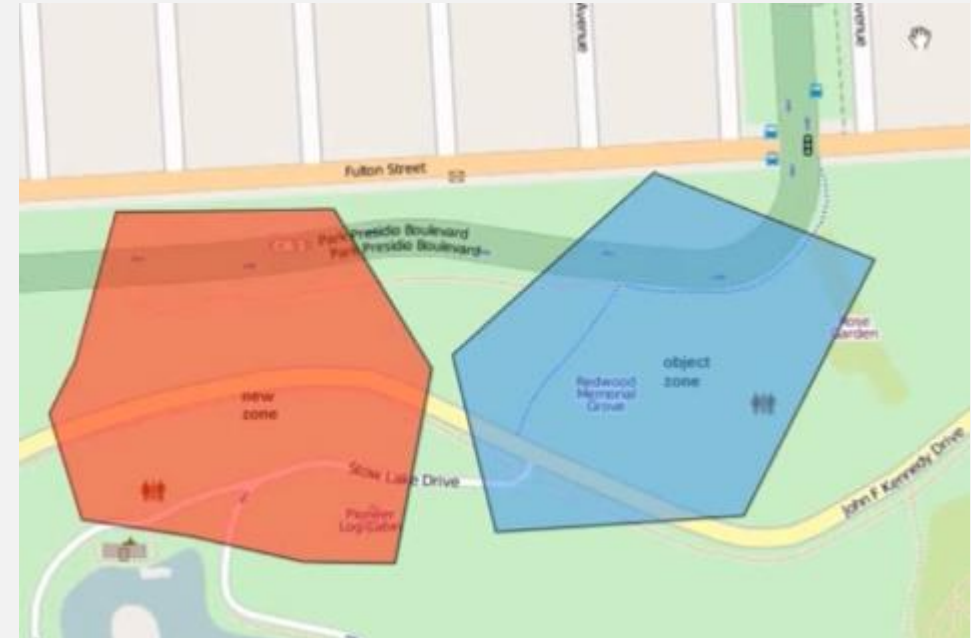 Avenue
Fulton Street
Park Presidio Boulevard
Park Presidio Boulevard
object
zone
Rose
Garden
Redwood
Memorial
Grove
new
zone
Stow Lake Drive
John F Kennedy Drive
Pioneer
Log Cabin